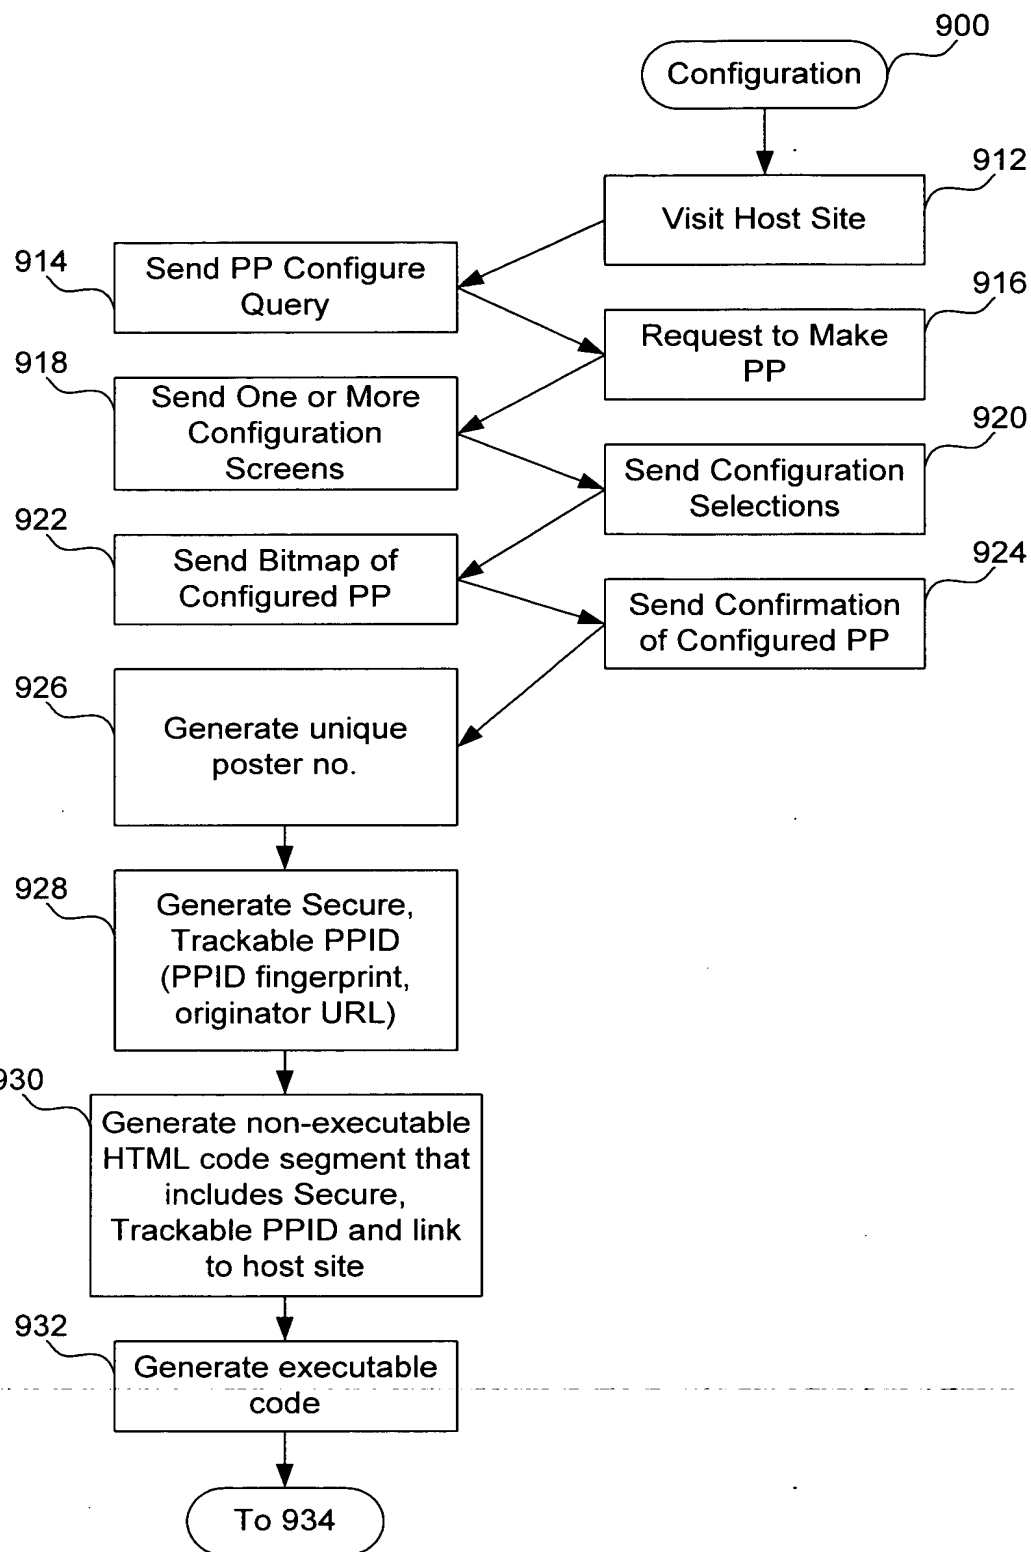 900
Configuration
912
Visit Host Site
914
Send PP Configure
Query
916
Request to Make
PP
918
Send One or More
Configuration
Screens
920
Send Configuration
Selections
922
Send Bitmap of
Configured PP
924
Send Confirmation
of Configured PP
926
Generate unique
poster no.
928
Generate Secure,
Trackable PPID
(PPID fingerprint,
originator URL)
930
Generate non-executable
HTML code segment that
includes Secure,
Trackable PPID and link
to host site
932
Generate executable
code
To 934